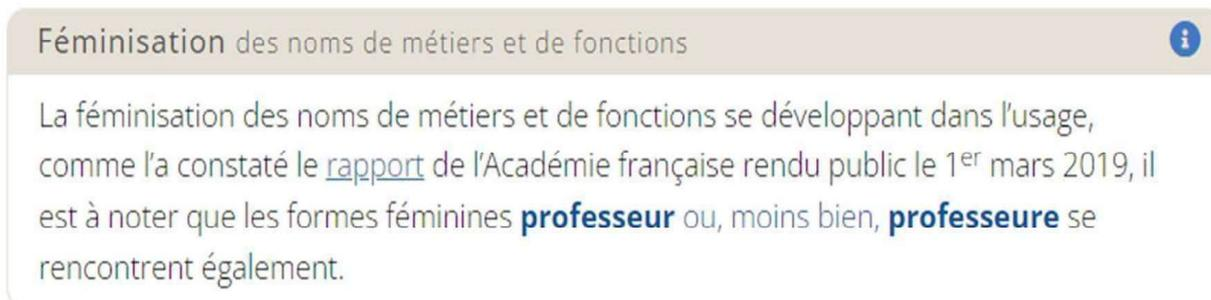 Féminisation des noms de métiers et de fonctions
La féminisation des noms de métiers et de fonctions se développant dans l’usage,
comme l’a constaté le rapport de l’Académie française rendu public le 1er mars 2019, il
est à noter que les formes féminines professeur ou, moins bien, professeure se
rencontrent également.